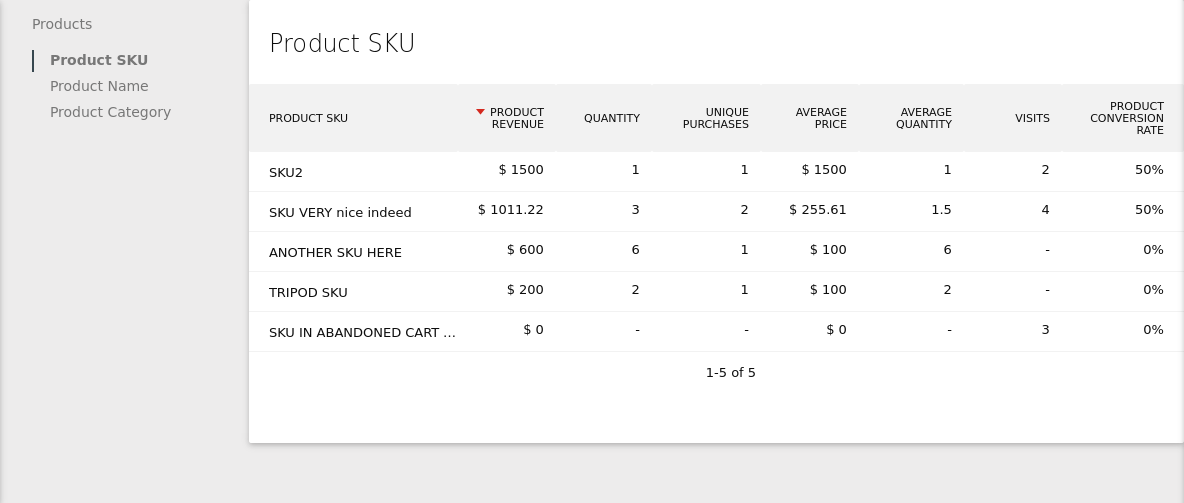 Products
Product SKU
Product Name
Product Category
Product SKU
PRODUCT SKU PRODUCT REVENUE QUANTITY UNIQUE PURCHASES AVERAGE PRICE AVERAGE QUANTITY VISITS PRODUCT CONVERSION RATE
SKU2 $ 1500 1 1 $ 1500 1 2 50%
SKU VERY nice indeed $ 1011.22 3 2 $ 255.61 1.5 4 50%
ANOTHER SKU HERE $ 600 6 1 $ 100 6 - 0%
TRIPOD SKU $ 200 2 1 $ 100 2 - 0%
SKU IN ABANDONED CART ... $ 0 - - $ 0 - 3 0%
1-5 of 5